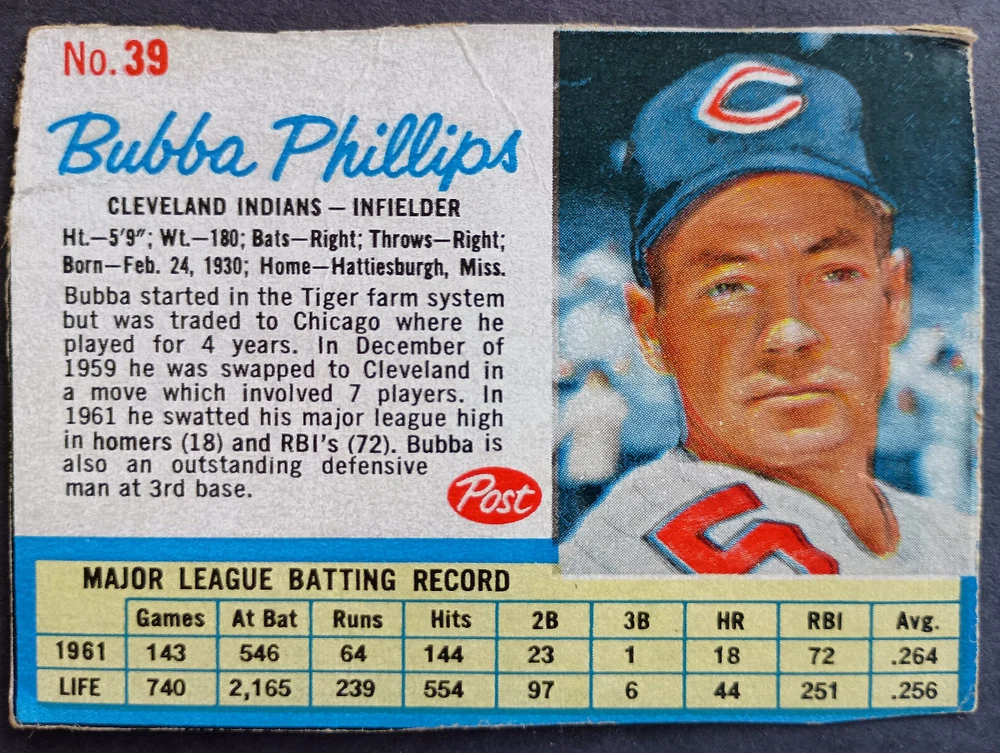 No. 39
Bubba Phillips
CLEVELAND INDIANS — INFIELDER
Ht.—5'9"; Wt.—180; Bats—Right; Throws—Right;
Born—Feb. 24, 1930; Home—Hattiesburgh, Miss.
Bubba started in the Tiger farm system
but was traded to Chicago where he
played for 4 years. In December of
1959 he was swapped to Cleveland in
a move which involved 7 players. In
1961 he swatted his major league high
in homers (18) and RBI's (72). Bubba is
also an outstanding defensive
man at 3rd base.
Post
C
5
MAJOR LEAGUE BATTING RECORD
Games At Bat Runs Hits 2B 3B HR RBI Avg.
1961 143 546 64 144 23 1 18 72 .264
LIFE 740 2,165 239 554 97 6 44 251 .256